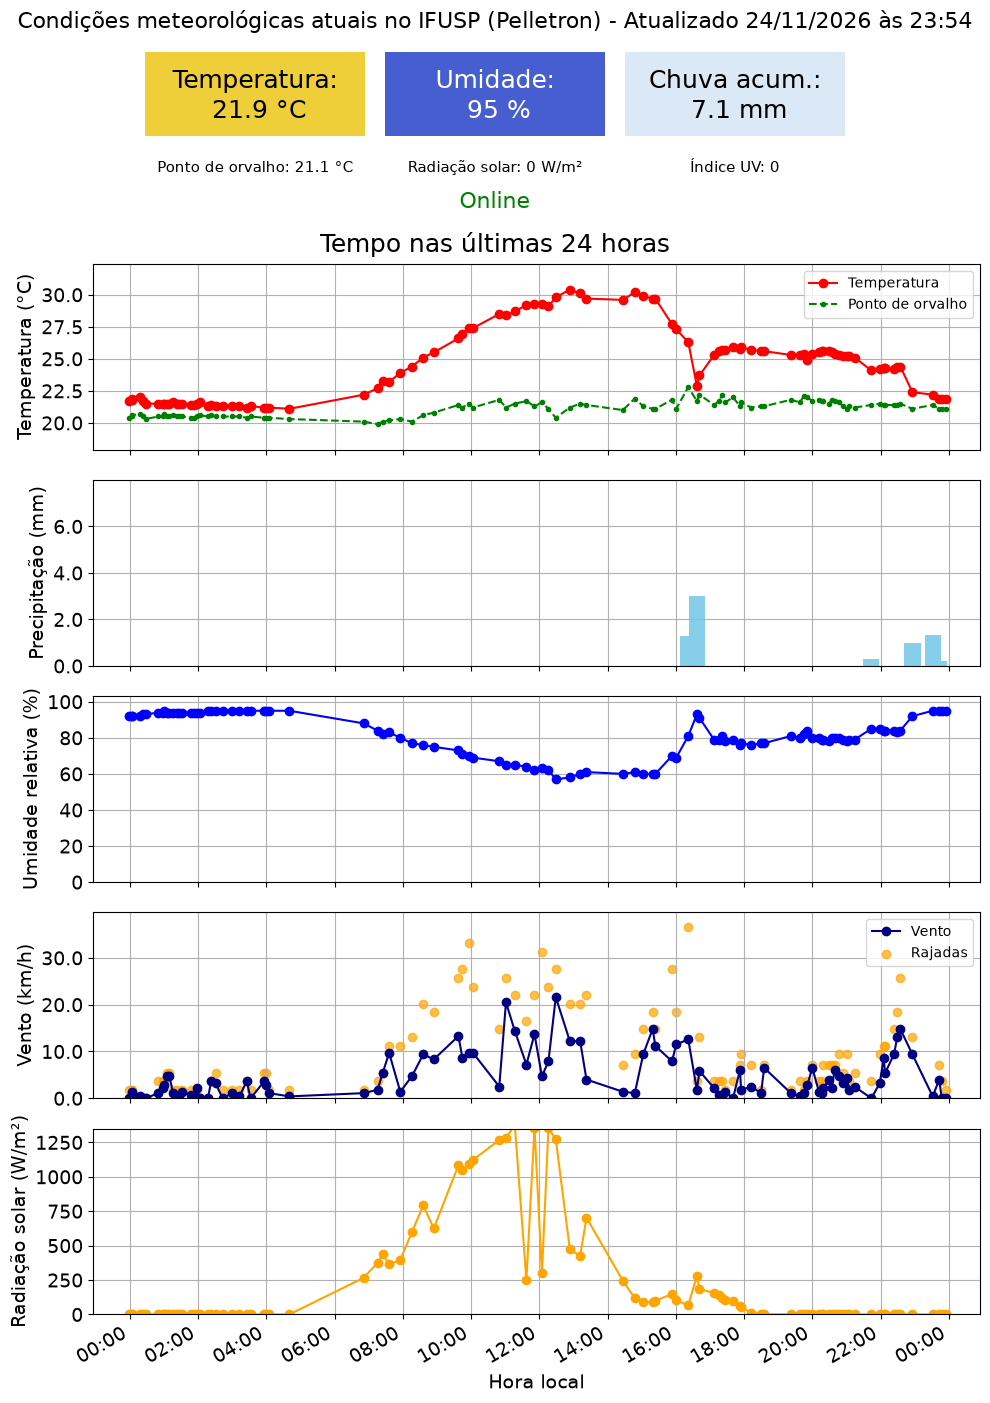 Condições meteorológicas atuais no IFUSP (Pelletron) - Atualizado 24/11/2026 às 23:54
Temperatura:
21.9 °C
Umidade:
95 %
Chuva acum.:
7.1 mm
Ponto de orvalho: 21.1 °C
Radiação solar: 0 W/m²
Índice UV: 0
Online
Tempo nas últimas 24 horas
Temperatura (°C)
30.0
27.5
25.0
22.5
20.0
Temperatura
Ponto de orvalho
Precipitação (mm)
6.0
4.0
2.0
0.0
Umidade relativa (%)
100
80
60
40
20
0
Vento (km/h)
30.0
20.0
10.0
0.0
Vento
Rajadas
Radiação solar (W/m²)
1250
1000
750
500
250
0
00:00
02:00
04:00
06:00
08:00
10:00
12:00
14:00
16:00
18:00
20:00
22:00
00:00
Hora local